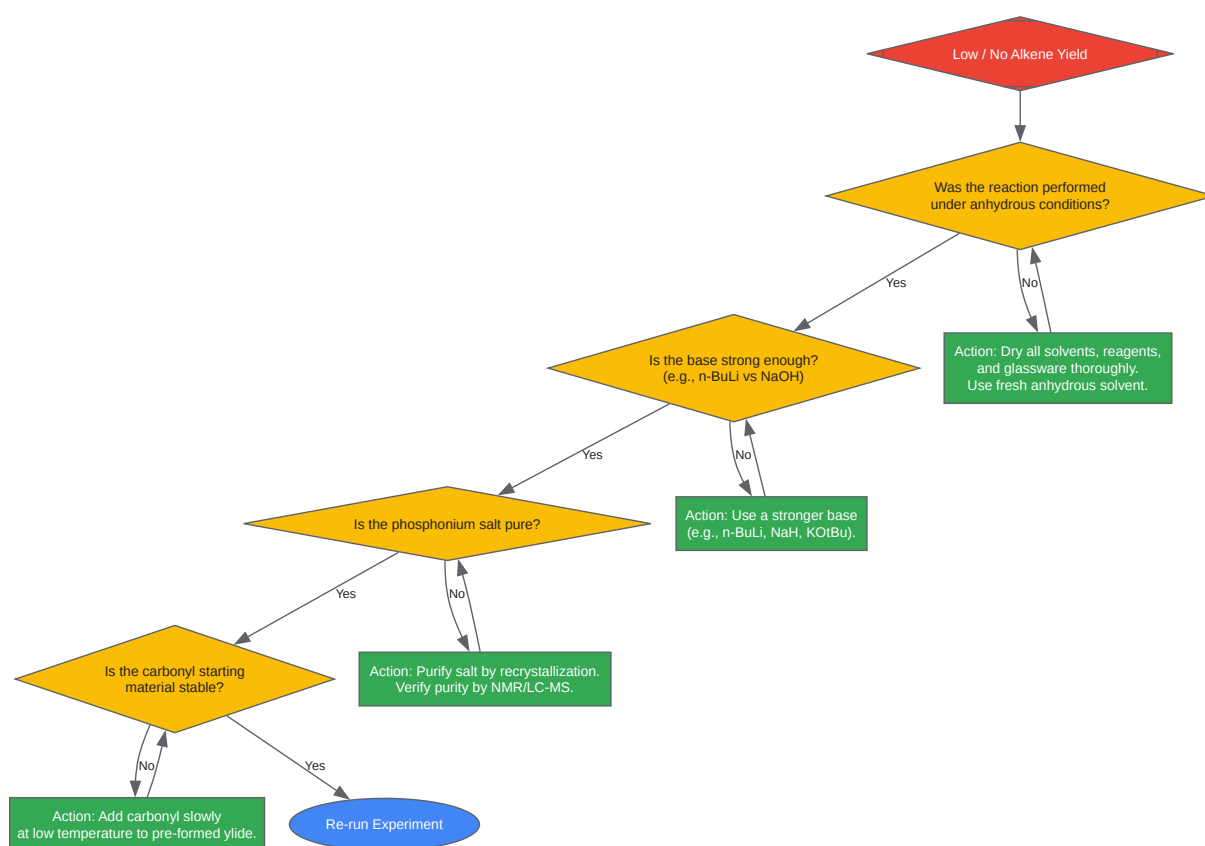 Low / No Alkene Yield
Was the reaction performed
under anhydrous conditions?
Yes
No
Action: Dry all solvents, reagents,
and glassware thoroughly.
Use fresh anhydrous solvent.
Is the base strong enough?
(e.g., n-BuLi vs NaOH)
Yes
No
Action: Use a stronger base
(e.g., n-BuLi, NaH, KOtBu).
Is the phosphonium salt pure?
Yes
No
Action: Purify salt by recrystallization.
Verify purity by NMR/LC-MS.
Is the carbonyl starting
material stable?
No
Yes
Action: Add carbonyl slowly
at low temperature to pre-formed ylide.
Re-run Experiment